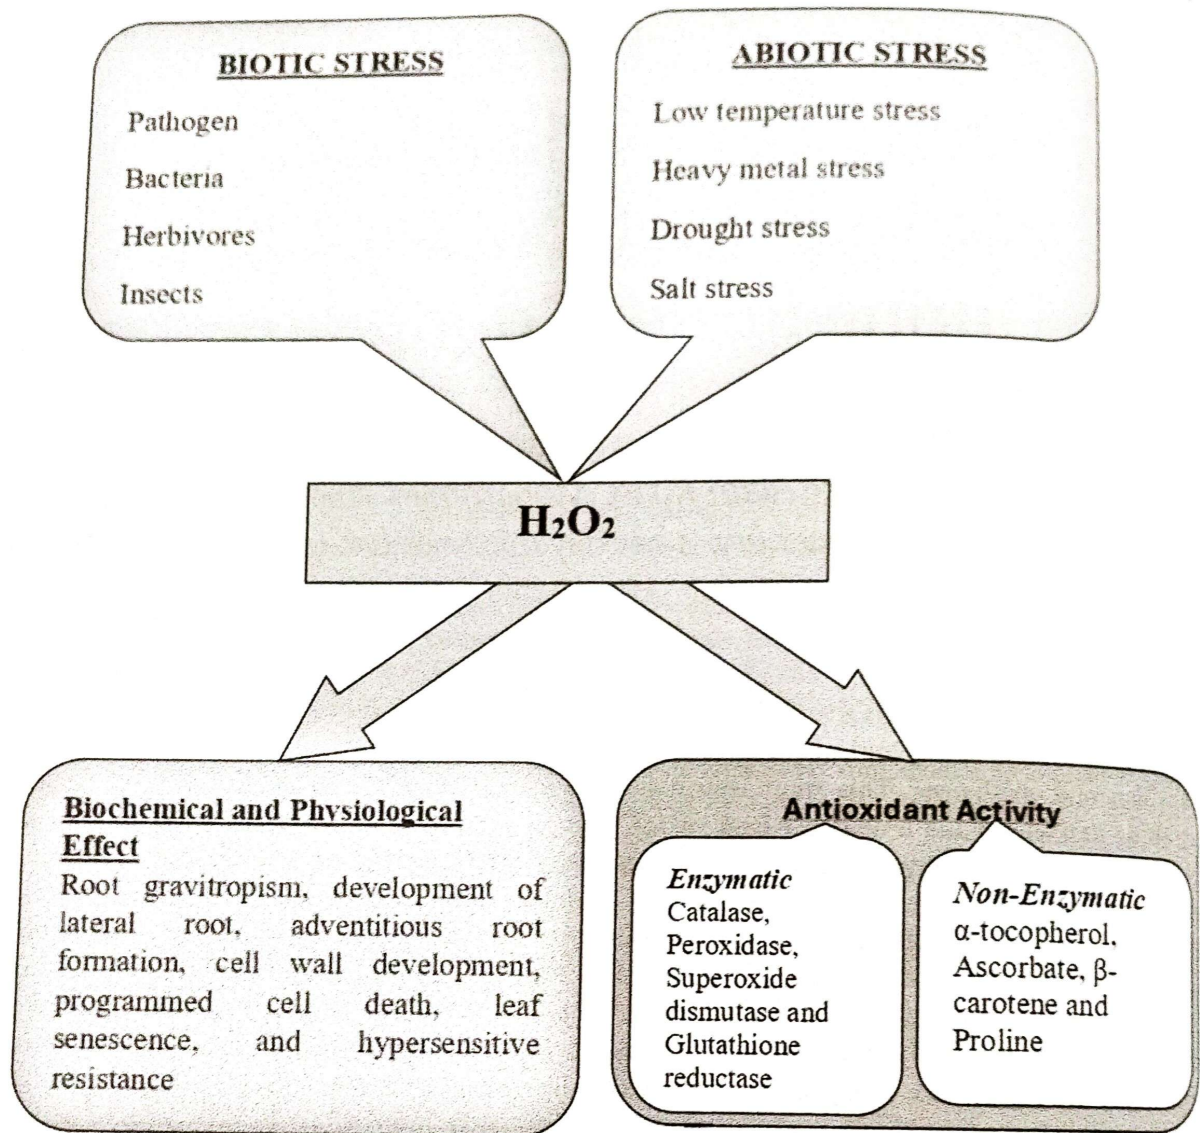 BIOTIC STRESS
Pathogen
Bacteria
Herbivores
Insects
ABIOTIC STRESS
Low temperature stress
Heavy metal stress
Drought stress
Salt stress
H₂O₂
Biochemical and Physiological
Effect
Root gravitropism, development of
lateral root, adventitious root
formation, cell wall development,
programmed cell death, leaf
senescence, and hypersensitive
resistance
Antioxidant Activity
Enzymatic
Catalase,
Peroxidase,
Superoxide
dismutase and
Glutathione
reductase
Non-Enzymatic
α-tocopherol,
Ascorbate, β-
carotene and
Proline